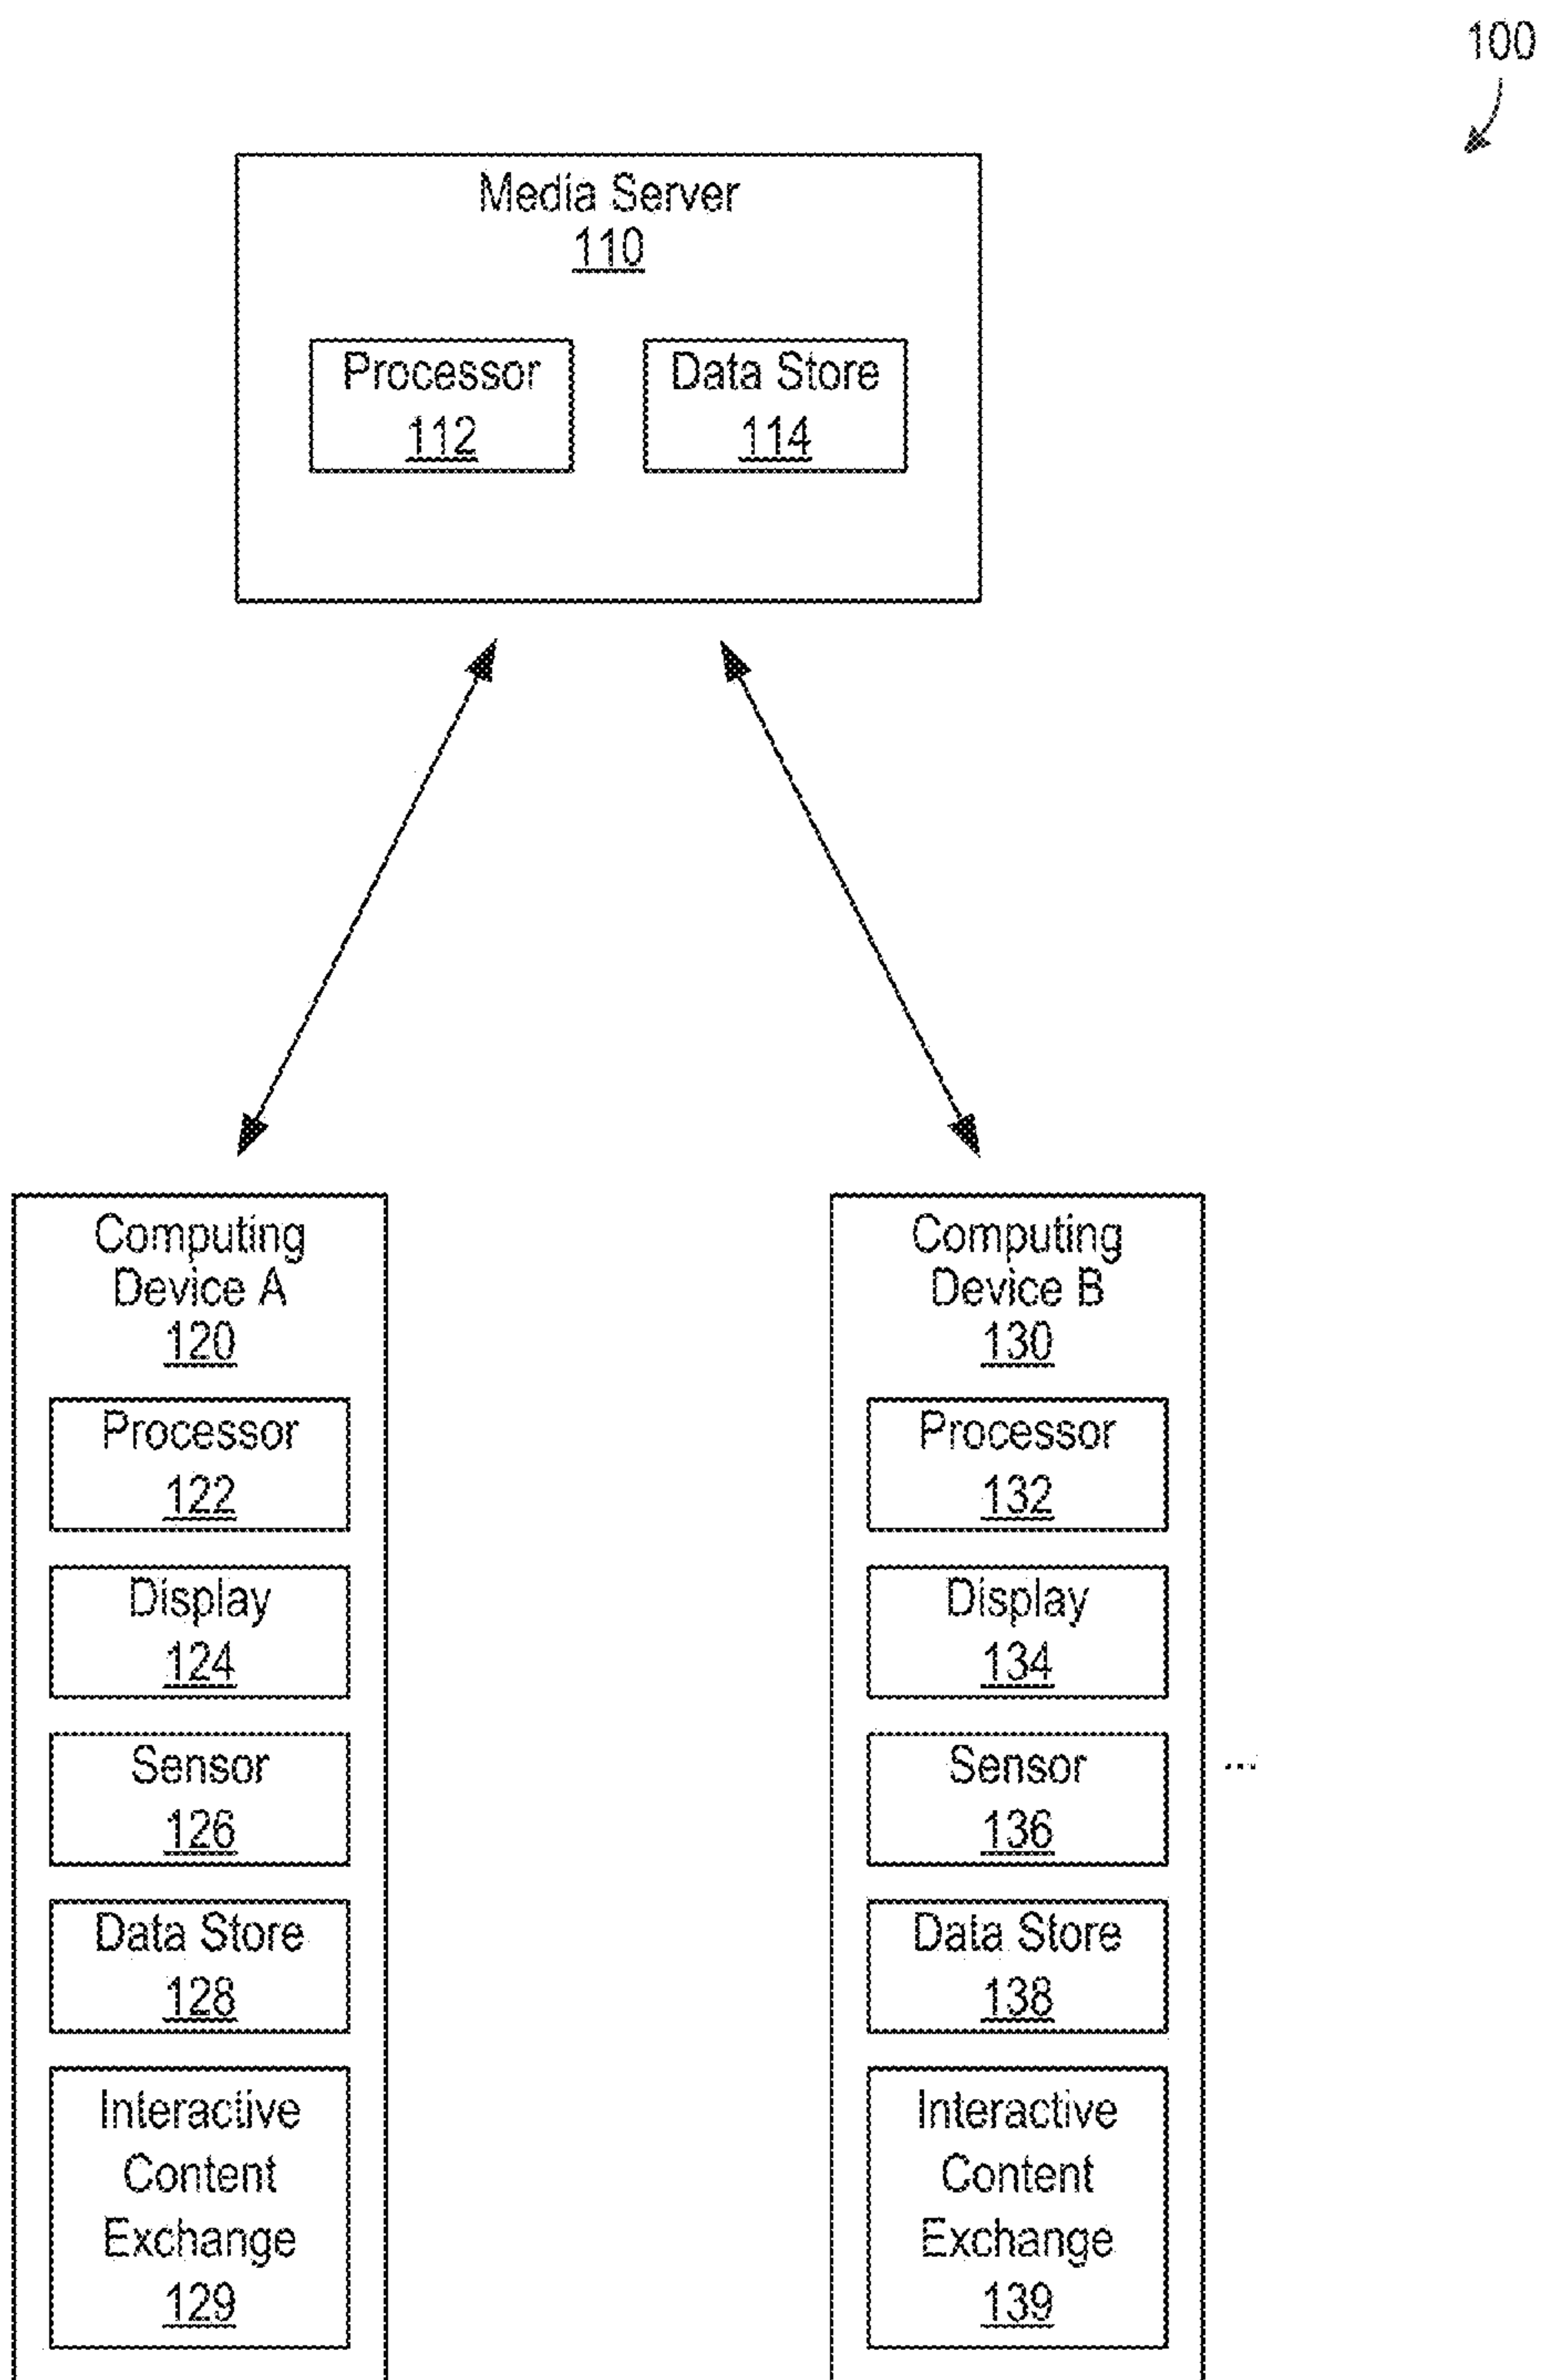 100
Media Server
110
Processor
112
Data Store
114
Computing
Device A
120
Processor
122
Display
124
Sensor
126
Data Store
128
Interactive
Content
Exchange
129
Computing
Device B
130
Processor
132
Display
134
Sensor
136
Data Store
138
Interactive
Content
Exchange
139
...